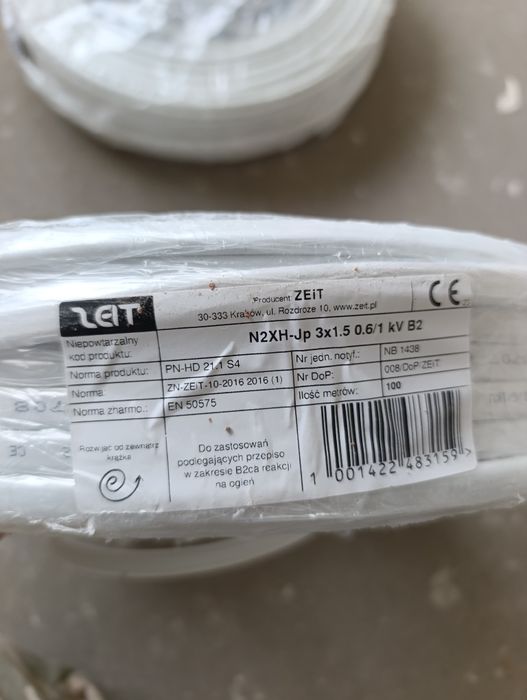 ZEIT
Producent ZEiT
30-333 Kraków, ul. Rozdroże 10, www.zeit.pl
CE
Niepowtarzalny
kod produktu:
N2XH-Jp 3x1.5 0.6/1 kV B2
Norma produktu:
PN-HD 21.1 S4
Nr jedn. notyf.:
NB 1438
Norma:
ZN-ZEiT-10-2016 2016 (1)
Nr DoP:
008/DoP-ZEiT
Norma zharmo.:
EN 50575
Ilość metrów:
100
Rozwijać od zewnątrz
krążka
Do zastosowań
podlegających przepiso
w zakresie B2ca reakcji
na ogień
1 001422 483159 >